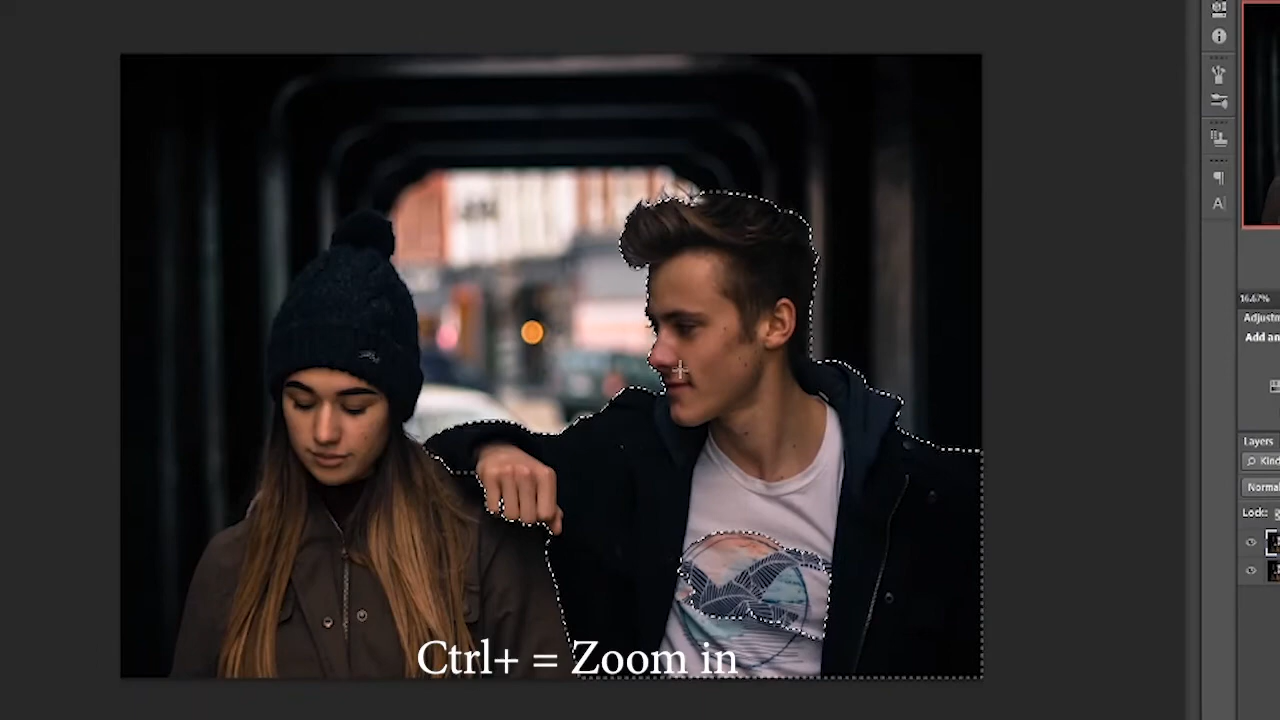 16.67%
Adjustm
Add an
Layers
Kind
Normal
Lock:
Ctrl+ = Zoom in